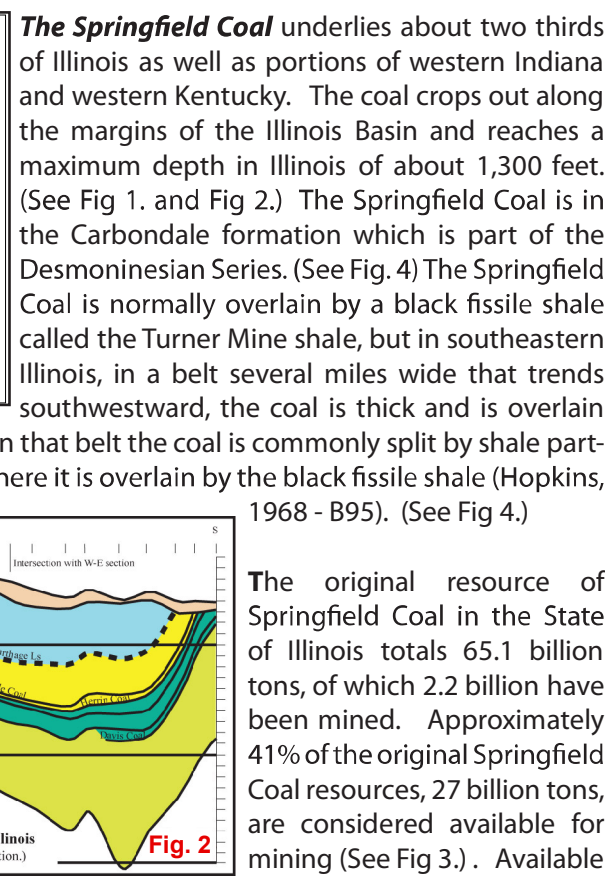 The Springfield Coal underlies about two thirds
of Illinois as well as portions of western Indiana
and western Kentucky. The coal crops out along
the margins of the Illinois Basin and reaches a
maximum depth in Illinois of about 1,300 feet.
(See Fig 1. and Fig 2.) The Springfield Coal is in
the Carbondale formation which is part of the
Desmoninesian Series. (See Fig. 4) The Springfield
Coal is normally overlain by a black fissile shale
called the Turner Mine shale, but in southeastern
Illinois, in a belt several miles wide that trends
southwestward, the coal is thick and is overlain
n that belt the coal is commonly split by shale part-
here it is overlain by the black fissile shale (Hopkins,
1968 - B95). (See Fig 4.)
S
Intersection with W-E section
rthage Ls
Coal
Herrin Coal
Davis Coal
linois
tion.)
Fig. 2
The original resource of
Springfield Coal in the State
of Illinois totals 65.1 billion
tons, of which 2.2 billion have
been mined. Approximately
41% of the original Springfield
Coal resources, 27 billion tons,
are considered available for
mining (See Fig 3.) . Available